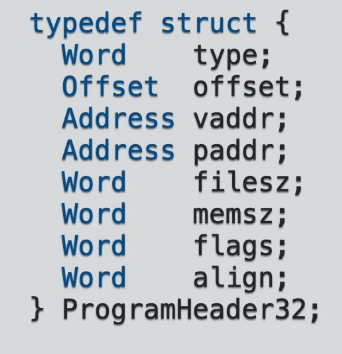 typedef struct {
  Word    type;
  Offset  offset;
  Address vaddr;
  Address paddr;
  Word    filesz;
  Word    memsz;
  Word    flags;
  Word    align;
} ProgramHeader32;